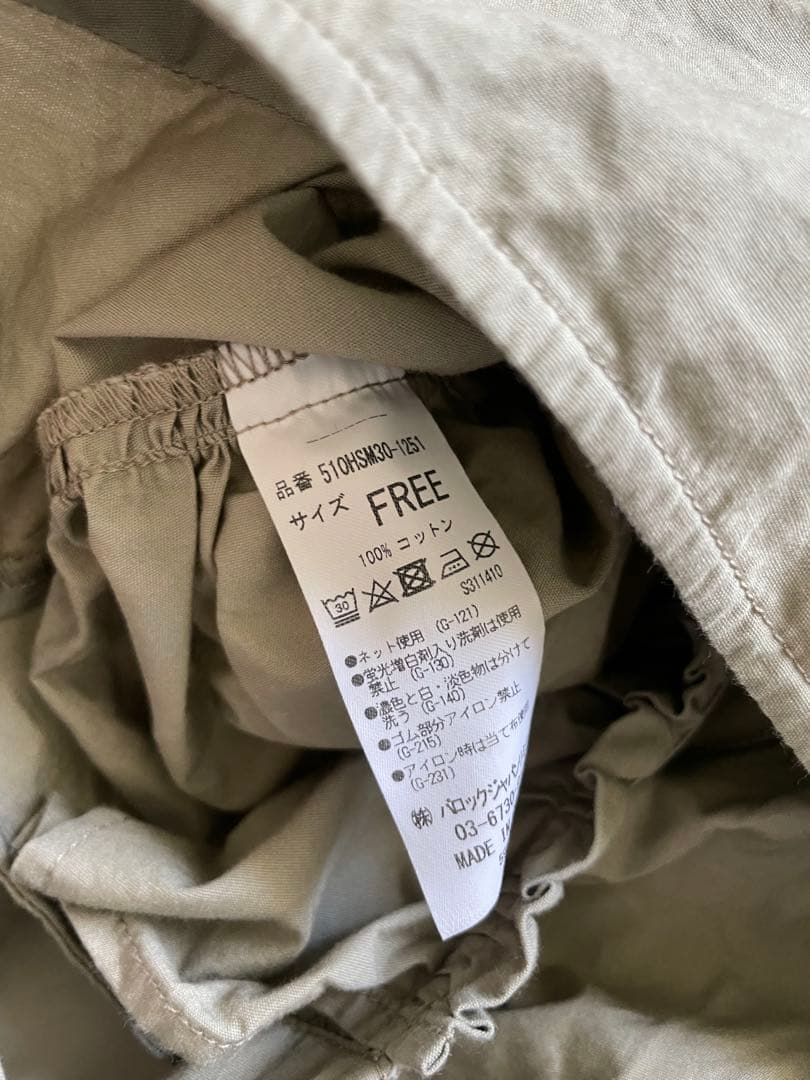 品番 510HSM30-1251
サイズ FREE
100% コットン
30
S311410
●ネット使用 (G-121)
●蛍光増白剤入り洗剤は使用
禁止 (G-130)
●濃色と白・淡色物は分けて
洗う (G-140)
●ゴム部分アイロン禁止
(G-215)
●アイロン時は当て布使用
(G-231)
(株) バロックジャパン
03-6730
MADE IN